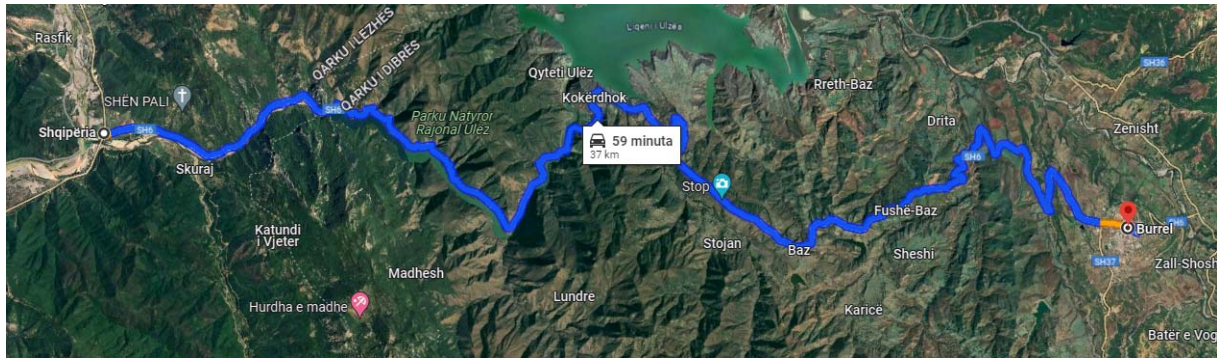 Rasfik
QARKU I LEZHËS
QARKU I DIBRËS
Liqeni i Ulzës
SH36
Qyteti Ulëz
Rreth-Baz
SHËN PALI
SH6
Kokërdhok
Parku Natyror
Rajonal Ulëz
Drita
Zenisht
Shqipëria
SH6
59 minuta
37 km
Skuraj
SH6
Stop
Fushë-Baz
Katundi
i Vjeter
Burrel
SH6
Stojan
Baz
Sheshi
SH37
Zall-Shosh
Madhesh
Lundre
Hurdha e madhe
Karicë
Batër e Vog